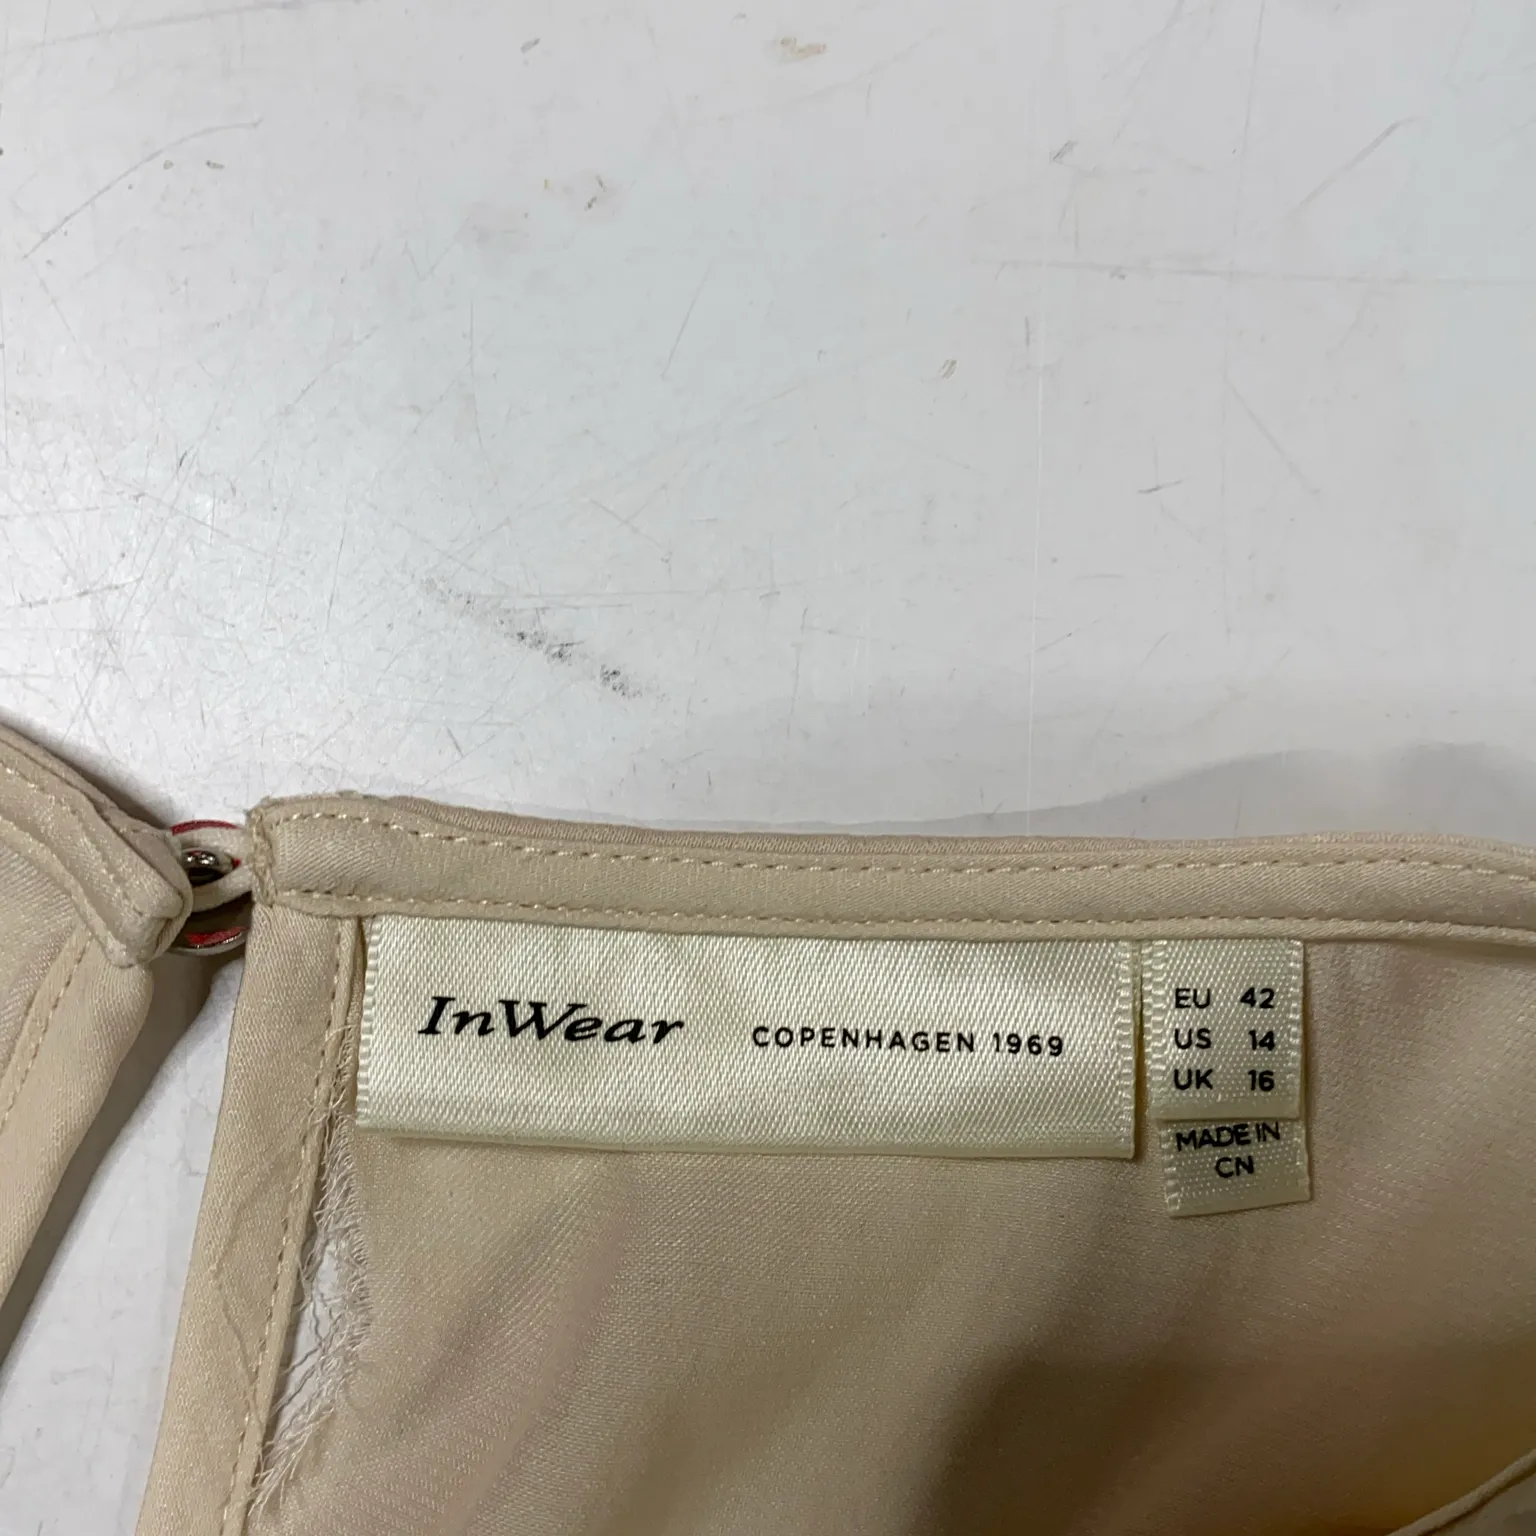 InWear COPENHAGEN 1969
EU 42
US 14
UK 16
MADE IN
CN